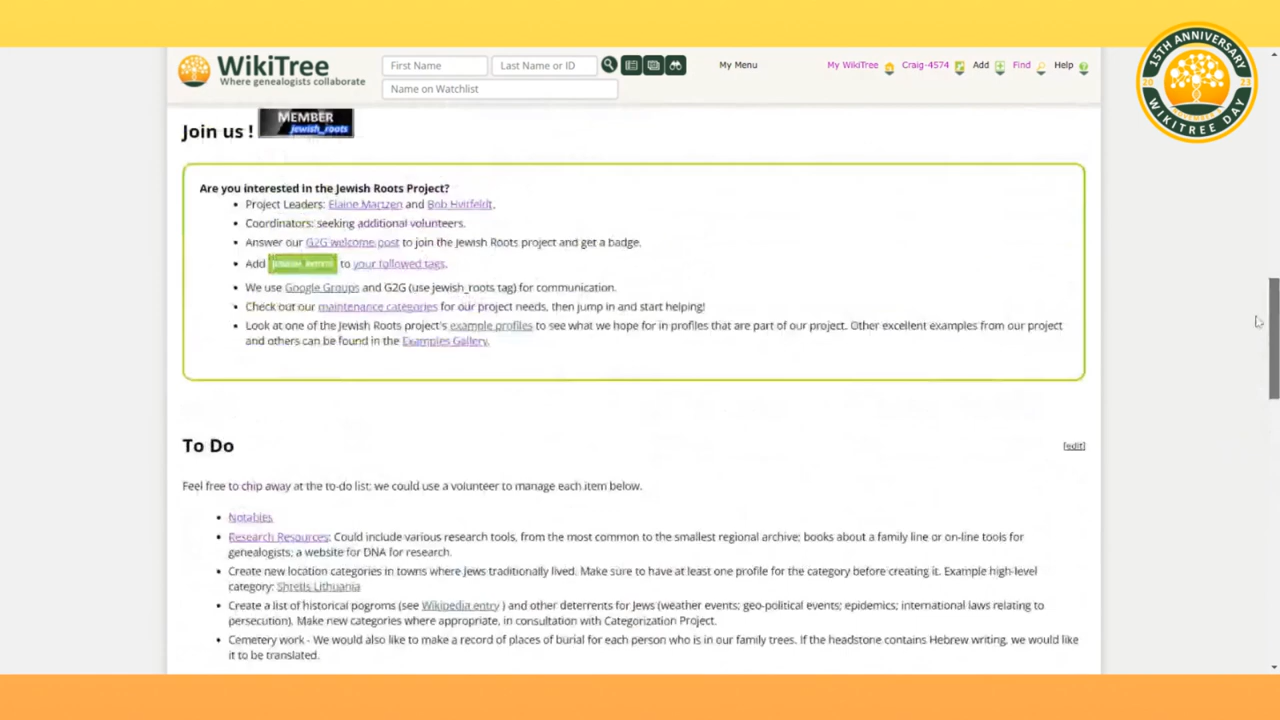 WikiTree
Where genealogists collaborate
First Name
Last Name or ID
Name on Watchlist
My Menu
My WikiTree
Craig-4574
Add
Find
Help
15TH ANNIVERSARY
2023
WIKITREE DAY
Join us !
MEMBER
jewish_roots
Are you interested in the Jewish Roots Project?
Project Leaders: Elaine Martzen and Bob Hvitfeldt.
Coordinators: seeking additional volunteers.
Answer our G2G welcome post to join the Jewish Roots project and get a badge.
Add jewish_roots to your followed tags.
We use Google Groups and G2G (use jewish_roots tag) for communication.
Check out our maintenance categories for our project needs, then jump in and start helping!
Look at one of the Jewish Roots project's example profiles to see what we hope for in profiles that are part of our project. Other excellent examples from our project
and others can be found in the Examples Gallery.
To Do
[edit]
Feel free to chip away at the to-do list; we could use a volunteer to manage each item below.
Notables
Research Resources: Could include various research tools, from the most common to the smallest regional archive; books about a family line or on-line tools for
genealogists; a website for DNA for research.
Create new location categories in towns where Jews traditionally lived. Make sure to have at least one profile for the category before creating it. Example high-level
category: Shtetls Lithuania
Create a list of historical pogroms (see Wikipedia entry ) and other deterrents for Jews (weather events; geo-political events; epidemics; international laws relating to
persecution). Make new categories where appropriate, in consultation with Categorization Project.
Cemetery work - We would also like to make a record of places of burial for each person who is in our family trees. If the headstone contains Hebrew writing, we would like
it to be translated.